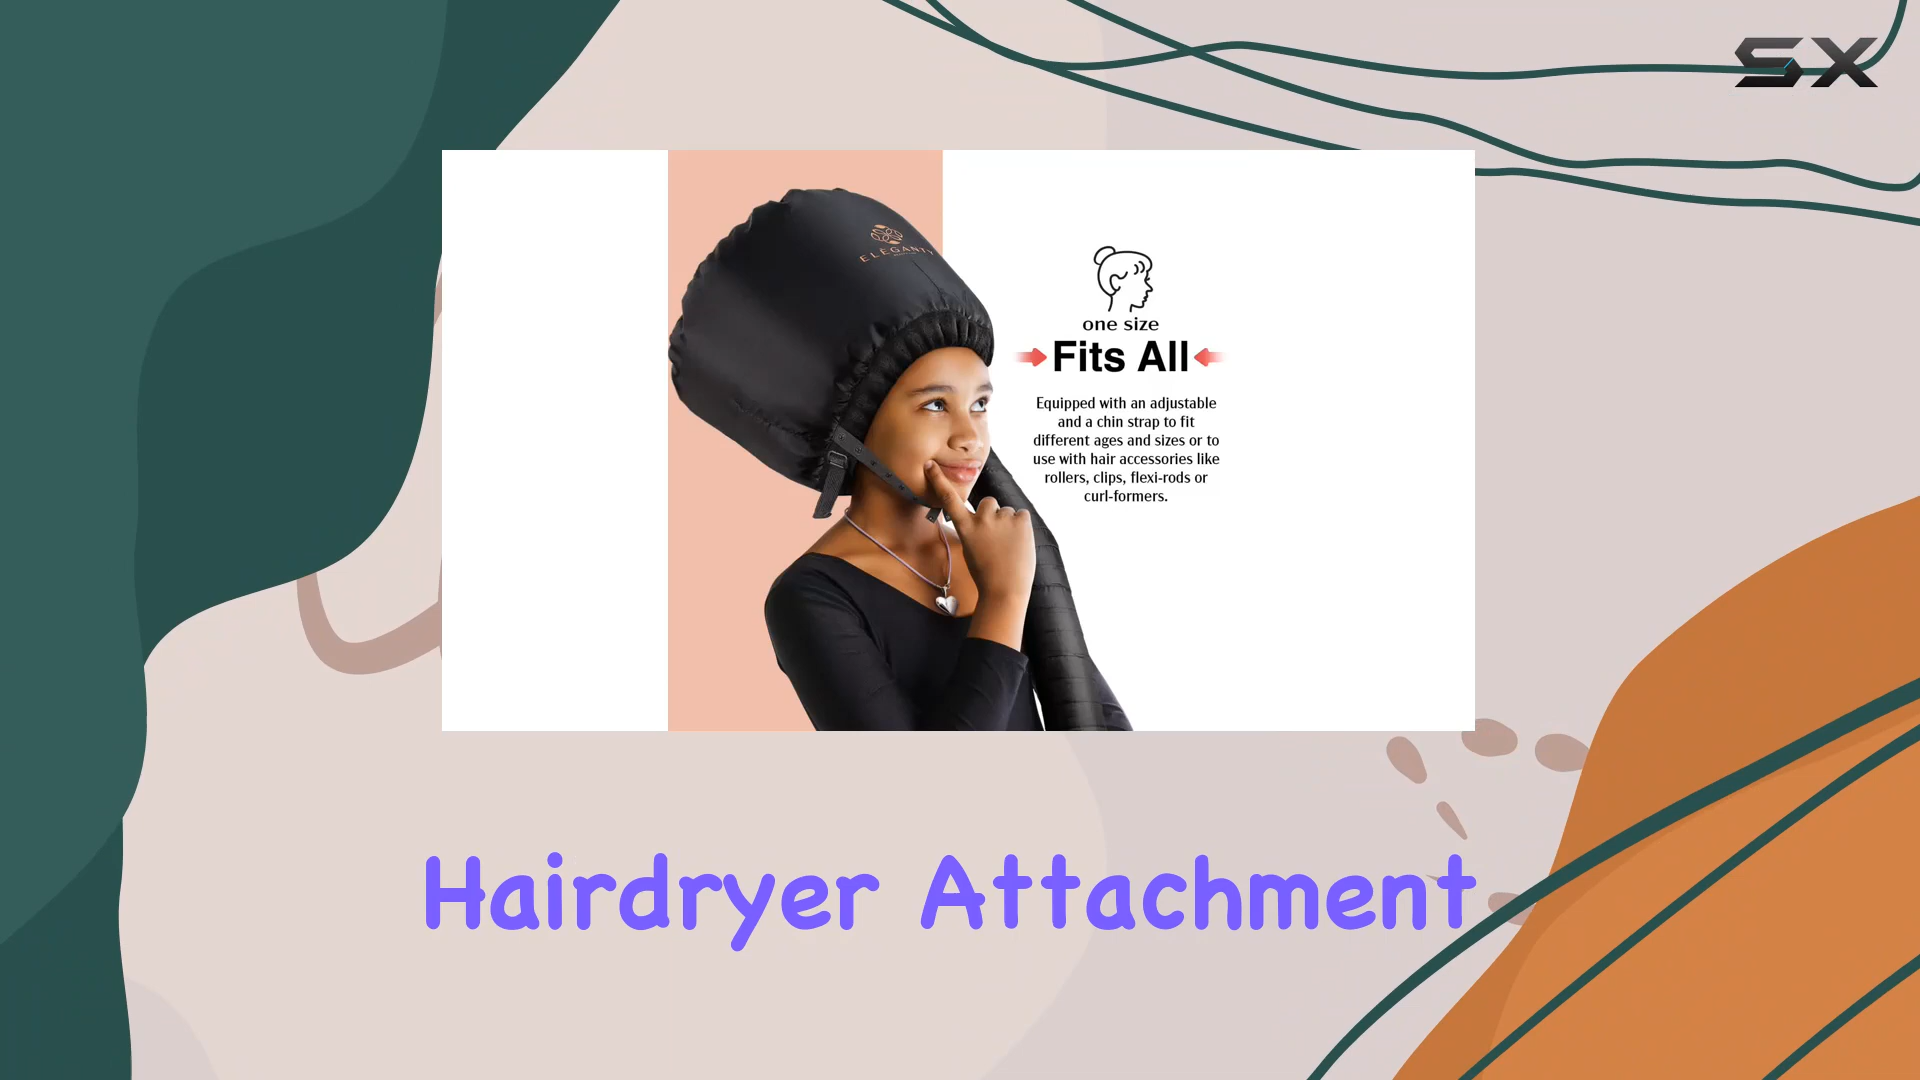 SX
ELEGANTY
one size
Fits All
Equipped with an adjustable
and a chin strap to fit
different ages and sizes or to
use with hair accessories like
rollers, clips, flexi-rods or
curl-formers.
Hairdryer Attachment